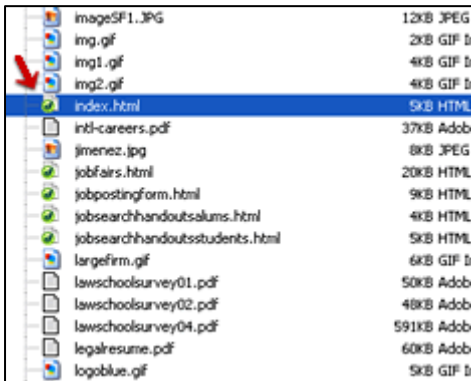 imageSF1.JPG 12KB JPEG
img.gif 2KB GIF I
img1.gif 4KB GIF I
img2.gif 4KB GIF I
index.html 5KB HTML
intl-careers.pdf 37KB Adob
jimenez.jpg 8KB JPEG
jobfairs.html 20KB HTML
jobpostingform.html 9KB HTML
jobsearchhandoutsalums.html 4KB HTML
jobsearchhandoutsstudents.html 5KB HTML
largefirm.gif 6KB GIF I
lawschoolsurvey01.pdf 50KB Adob
lawschoolsurvey02.pdf 48KB Adob
lawschoolsurvey04.pdf 591KB Adob
legalresume.pdf 60KB Adob
logoblue.gif 5KB GIF I